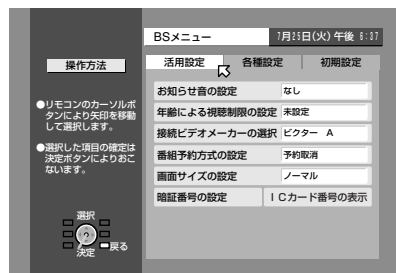 BSメニュー
7月25日(火) 午後 6:37
操作方法
●リモコンのカーソルボ
タンにより矢印を移動
して選択します。
●選択した項目の確定は
決定ボタンによりおこ
ないます。
選択
戻る
決定
活用設定 各種設定 初期設定
お知らせ音の設定 なし
年齢による視聴制限の設定 未設定
接続ビデオメーカーの選択 ビクター A
番組予約方式の設定 予約取消
画面サイズの設定 ノーマル
暗証番号の設定 ICカード番号の表示